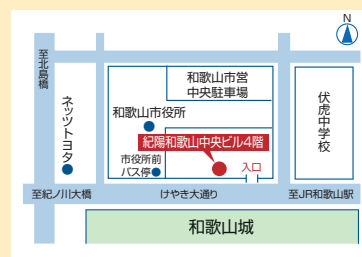 N
至北島橋
ネッツトヨタ
和歌山市営
中央駐車場
和歌山市役所
伏虎中学校
紀陽和歌山中央ビル4階
市役所前
バス停
入口
至紀ノ川大橋
けやき大通り
至JR和歌山駅
和歌山城